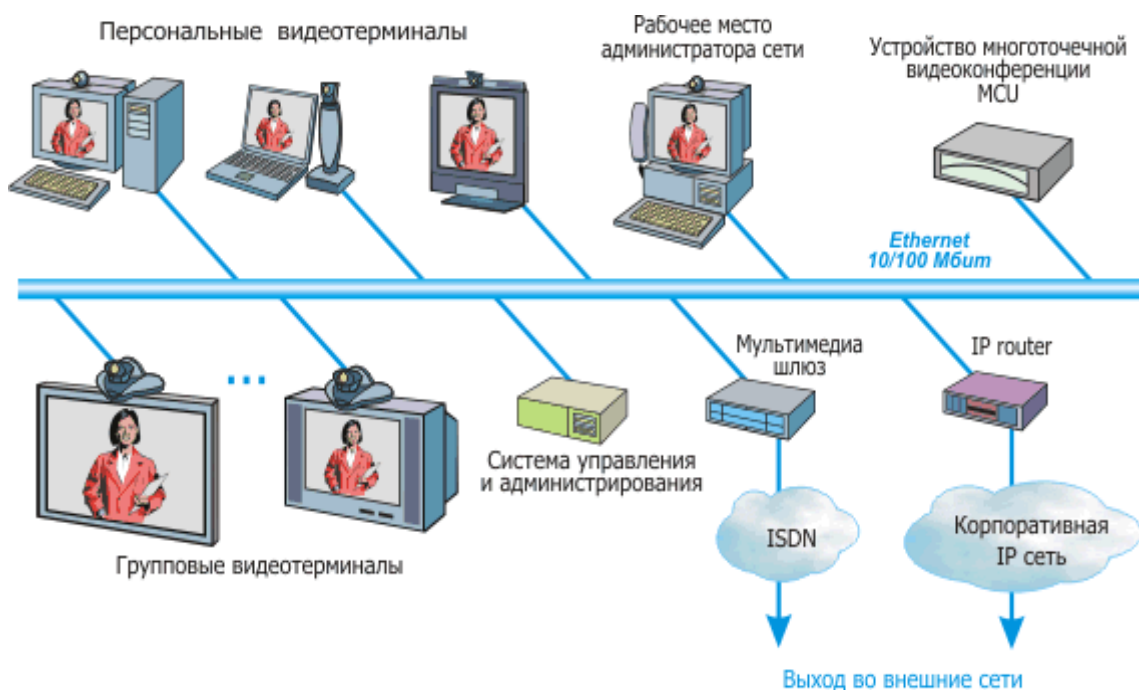 Персональные видеотерминалы
Рабочее место
администратора сети
Устройство многоточечной
видеоконференции
MCU
Ethernet
10/100 Мбит
Мультимедиа
шлюз
IP router
...
Система управления
и администрирования
ISDN
Корпоративная
IP сеть
Групповые видеотерминалы
Выход во внешние сети